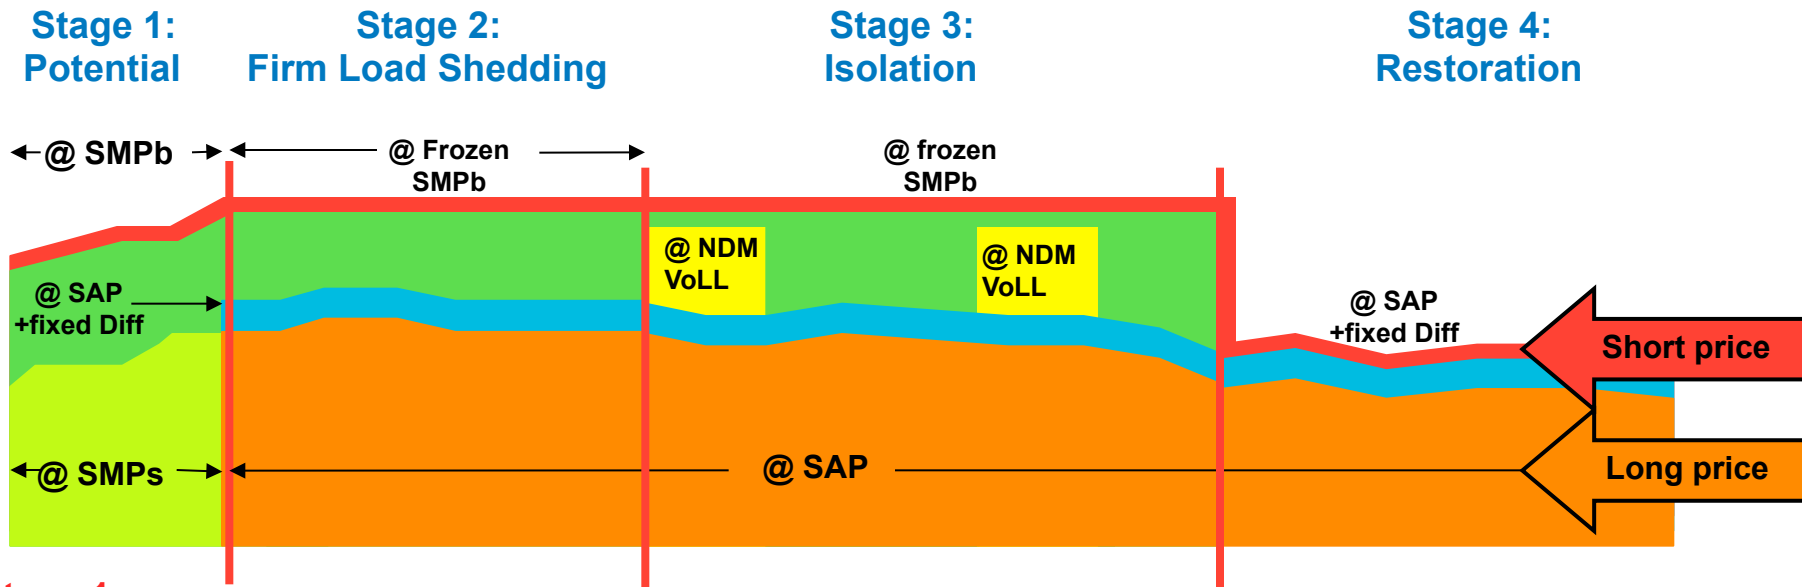 Stage 1:
Potential
Stage 2:
Firm Load Shedding
Stage 3:
Isolation
Stage 4:
Restoration
@ SMPb
@ Frozen
SMPb
@ frozen
SMPb
@ NDM
VoLL
@ NDM
VoLL
@ SAP
+fixed Diff
@ SAP
+fixed Diff
Short price
@ SMPs
@ SAP
Long price